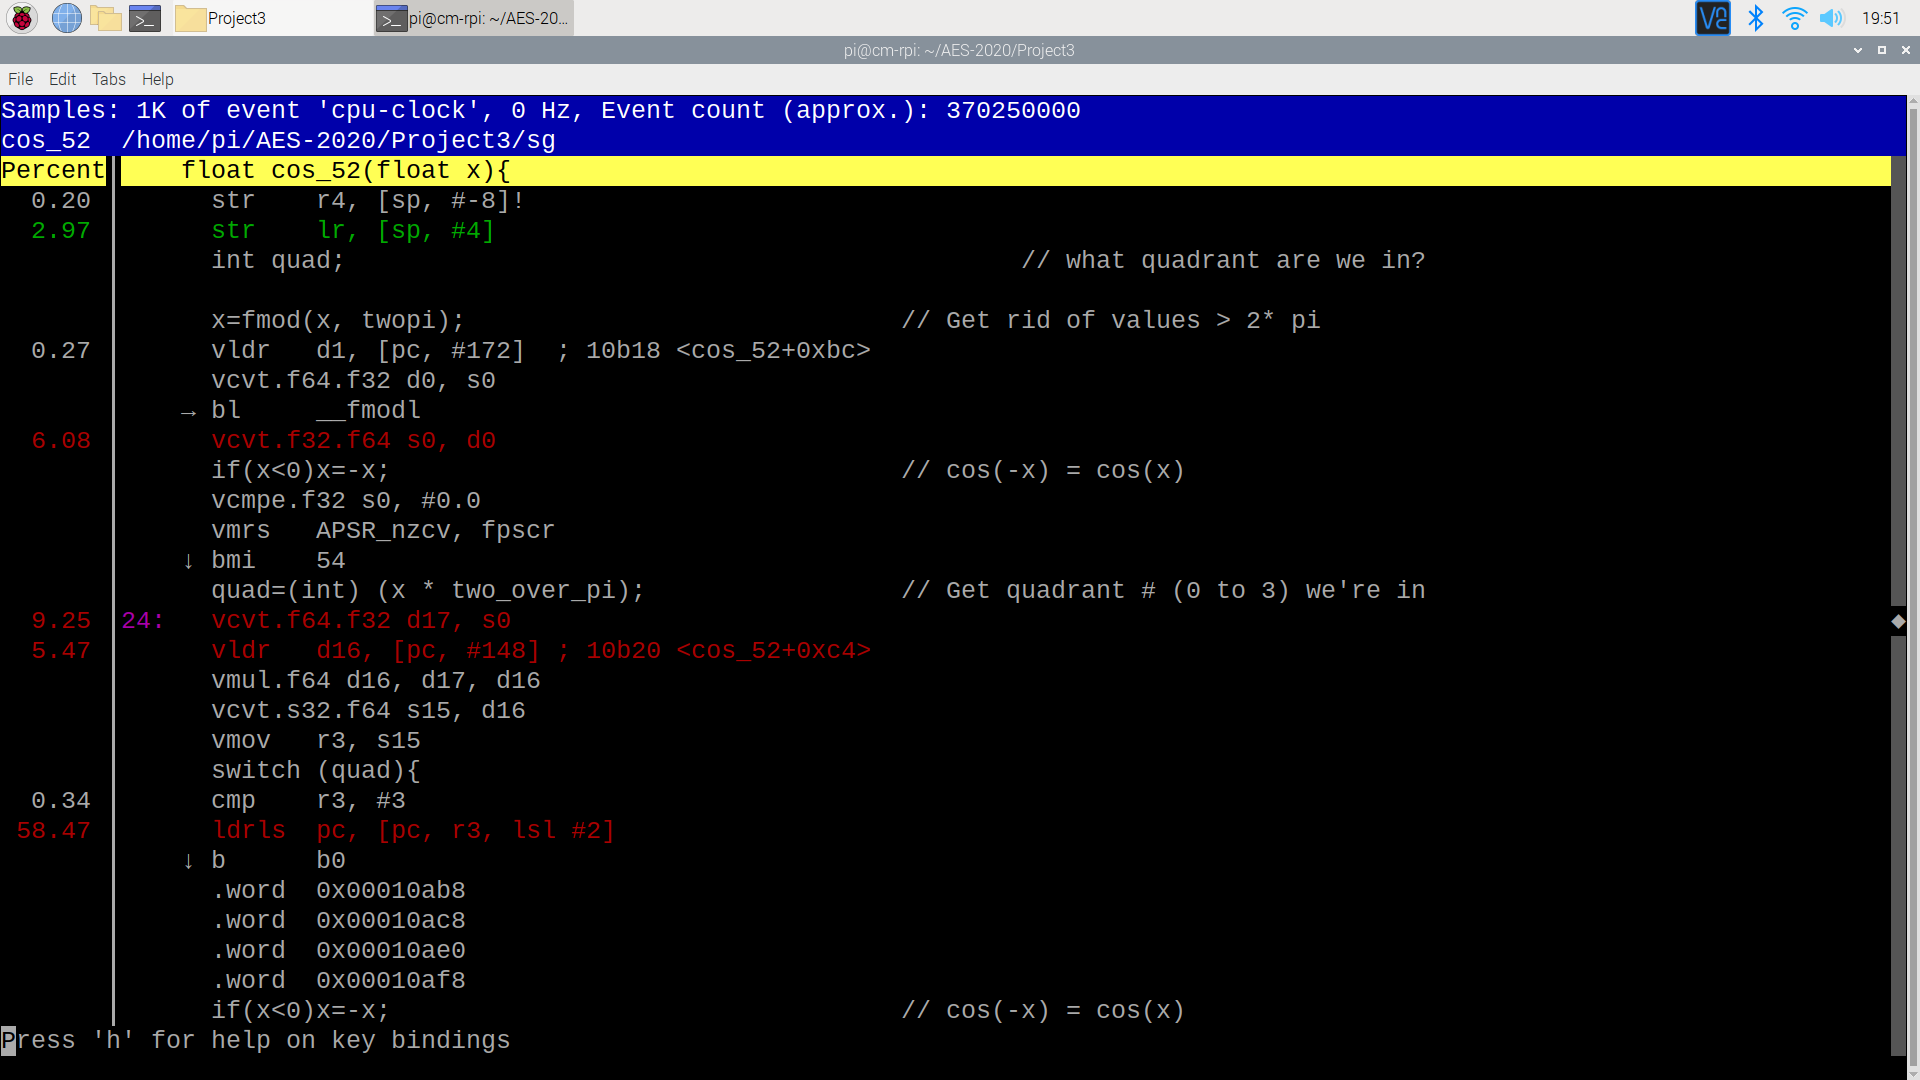 Project3 pi@cm-rpi: ~/AES-20... 19:51
pi@cm-rpi: ~/AES-2020/Project3
File Edit Tabs Help
Samples: 1K of event 'cpu-clock', 0 Hz, Event count (approx.): 370250000
cos_52  /home/pi/AES-2020/Project3/sg
Percent     float cos_52(float x){
0.20     str    r4, [sp, #-8]!
2.97     str    lr, [sp, #4]
int quad;     // what quadrant are we in?
x=fmod(x, twopi);     // Get rid of values > 2* pi
0.27     vldr   d1, [pc, #172]  ; 10b18 <cos_52+0xbc>
vcvt.f64.f32 d0, s0
→ bl     __fmodl
6.08     vcvt.f32.f64 s0, d0
if(x<0)x=-x;     // cos(-x) = cos(x)
vcmpe.f32 s0, #0.0
vmrs   APSR_nzcv, fpscr
↓ bmi    54
quad=(int) (x * two_over_pi);     // Get quadrant # (0 to 3) we're in
9.25 24:   vcvt.f64.f32 d17, s0
5.47     vldr   d16, [pc, #148] ; 10b20 <cos_52+0xc4>
vmul.f64 d16, d17, d16
vcvt.s32.f64 s15, d16
vmov   r3, s15
switch (quad){
0.34     cmp    r3, #3
58.47     ldrls  pc, [pc, r3, lsl #2]
↓ b      b0
.word  0x00010ab8
.word  0x00010ac8
.word  0x00010ae0
.word  0x00010af8
if(x<0)x=-x;     // cos(-x) = cos(x)
Press 'h' for help on key bindings